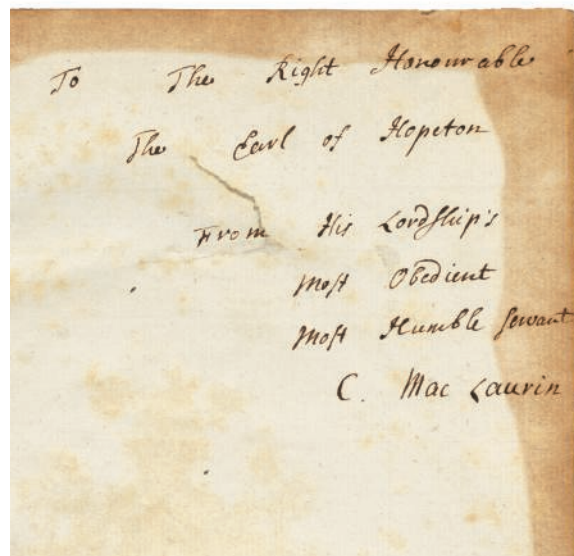 To The Right Honourable
The Earl of Hopeton
From His Lordship's
Most Obedient
Most Humble Servant
C. Mac Laurin